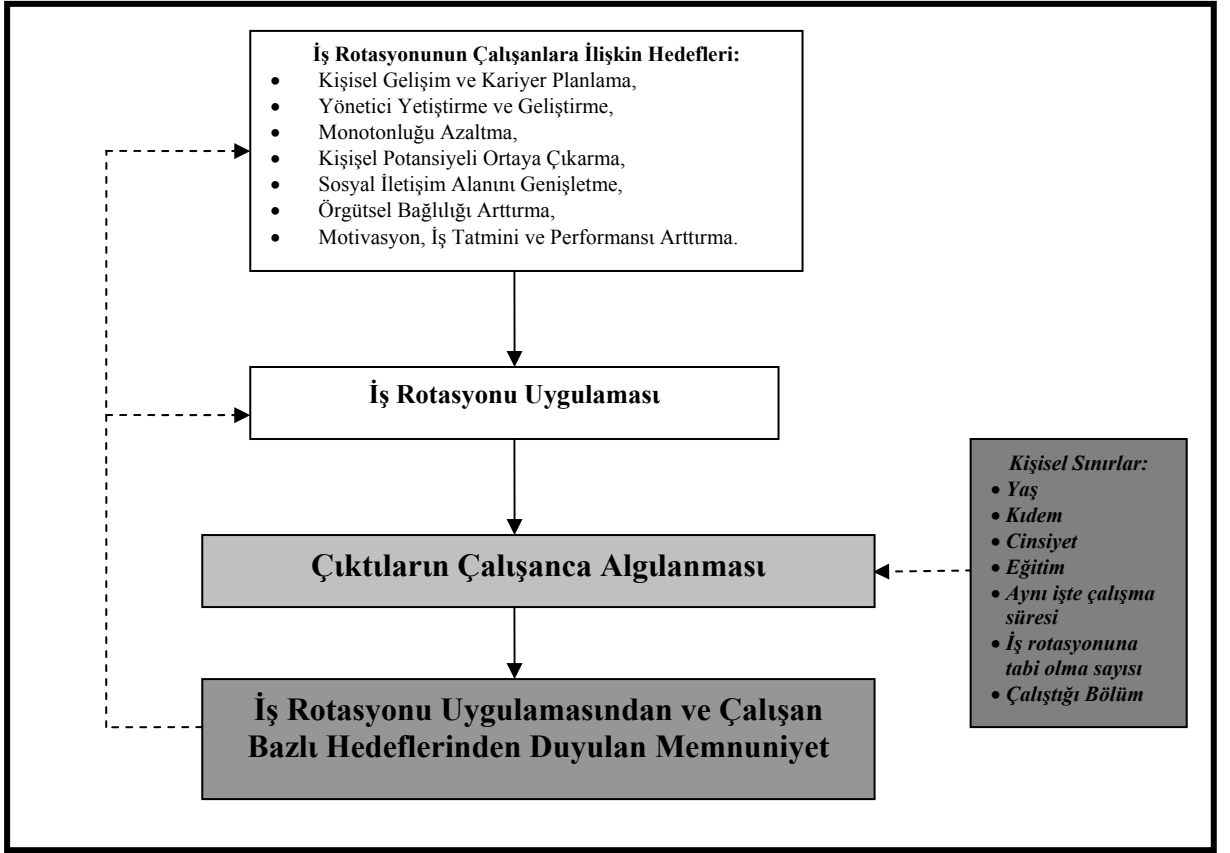 İş Rotasyonunun Çalışanlara İlişkin Hedefleri:
• Kişisel Gelişim ve Kariyer Planlama,
• Yönetici Yetiştirme ve Geliştirme,
• Monotonluğu Azaltma,
• Kişişel Potansiyeli Ortaya Çıkarma,
• Sosyal İletişim Alanını Genişletme,
• Örgütsel Bağlılığı Arttırma,
• Motivasyon, İş Tatmini ve Performansı Arttırma.
İş Rotasyonu Uygulaması
Çıktıların Çalışanca Algılanması
İş Rotasyonu Uygulamasından ve Çalışan
Bazlı Hedeflerinden Duyulan Memnuniyet
Kişisel Sınırlar:
• Yaş
• Kıdem
• Cinsiyet
• Eğitim
• Aynı işte çalışma
süresi
• İş rotasyonuna
tabi olma sayısı
• Çalıştığı Bölüm